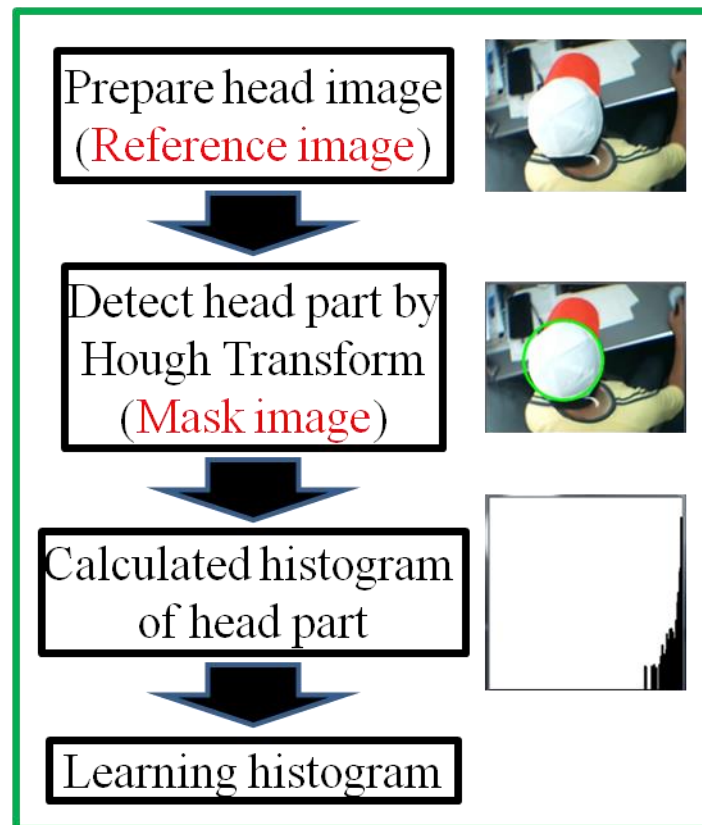 Prepare head image
(Reference image)
Detect head part by
Hough Transform
(Mask image)
Calculated histogram
of head part
Learning histogram